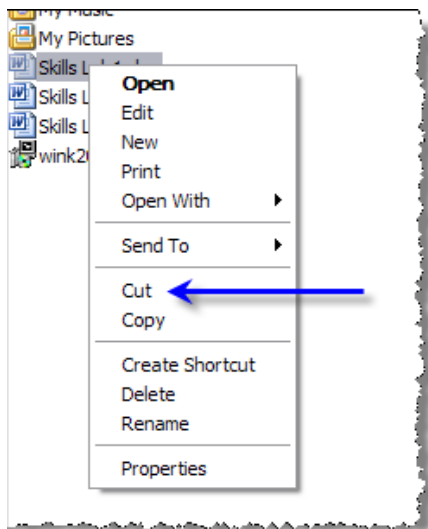 My Music
My Pictures
Skills L
Skills L
Skills L
wink2
Open
Edit
New
Print
Open With
Send To
Cut
Copy
Create Shortcut
Delete
Rename
Properties